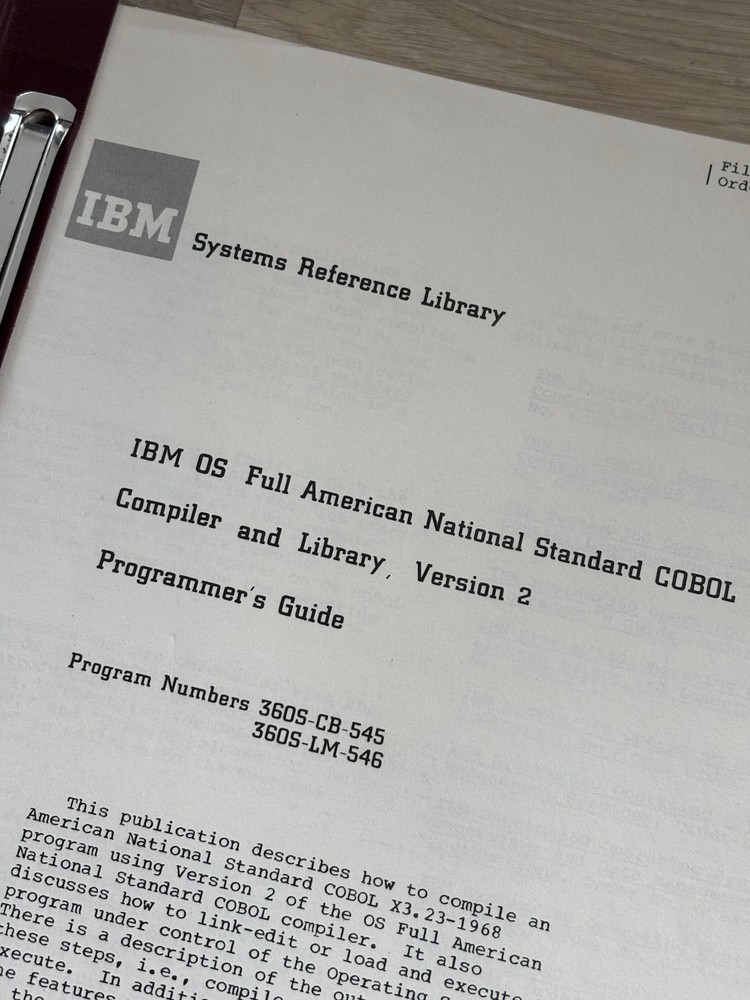 IBM
Systems Reference Library
IBM OS Full American National Standard COBOL
Compiler and Library, Version 2
Programmer's Guide
Program Numbers 360S-CB-545
360S-LM-546
This publication describes how to compile an
American National Standard COBOL X3.23-1968
program using Version 2 of the OS Full American
National Standard COBOL compiler. It also
discusses how to link-edit or load and execute
program under control of the Operating
There is a description of the
these steps, i.e.,
In
features
the